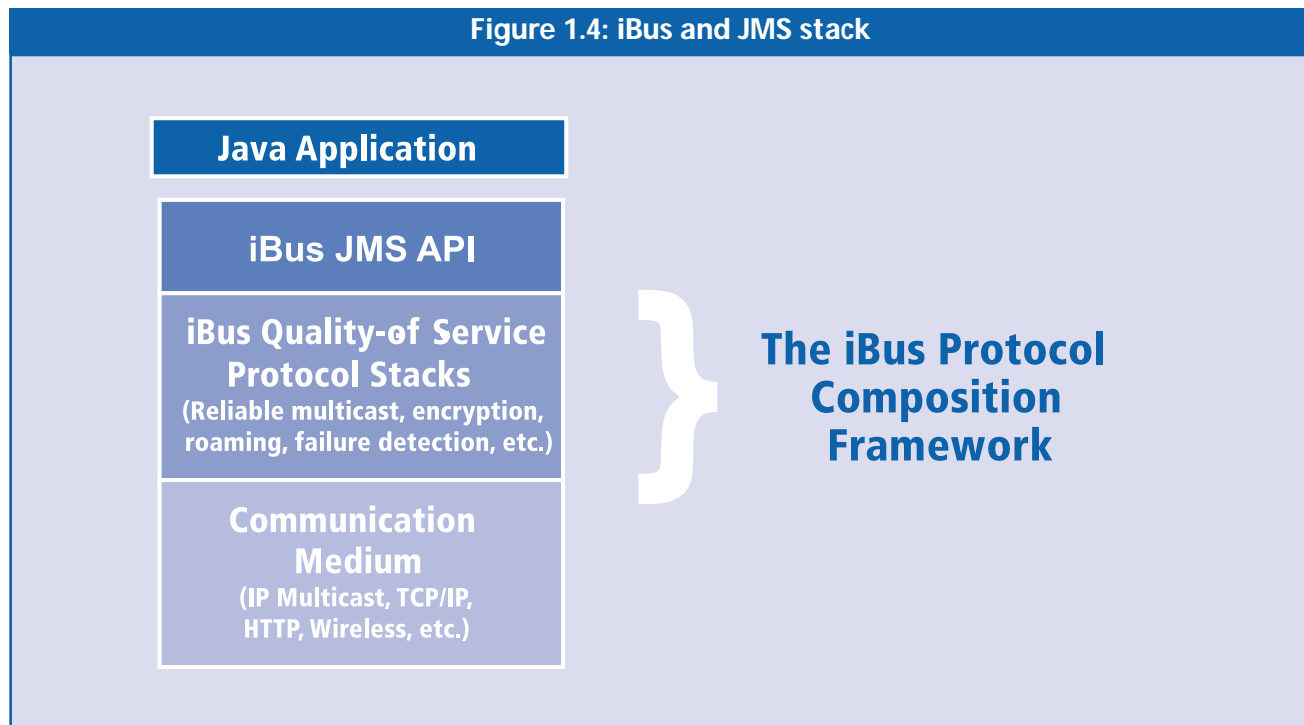 Figure 1.4: iBus and JMS stack
Java Application
iBus JMS API
iBus Quality-of Service
Protocol Stacks
(Reliable multicast, encryption,
roaming, failure detection, etc.)
Communication
Medium
(IP Multicast, TCP/IP,
HTTP, Wireless, etc.)
}
The iBus Protocol
Composition
Framework